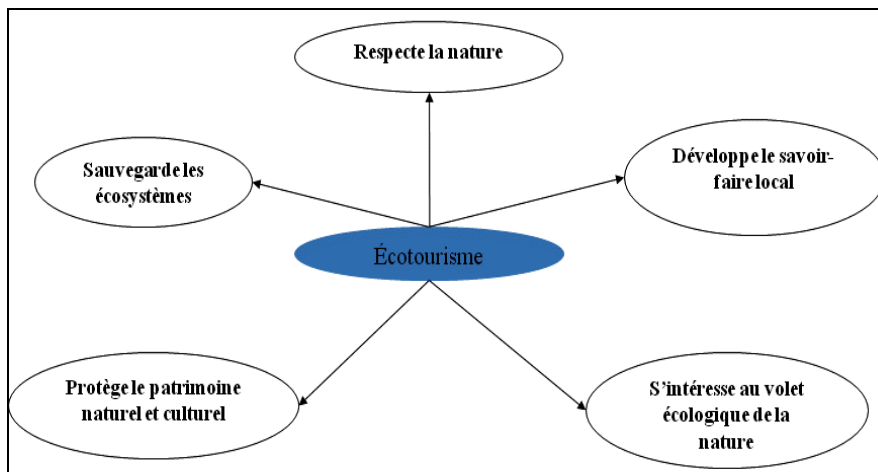 Respecte la nature
Sauvegarde les
écosystèmes
Développe le savoir-
faire local
Écotourisme
Protège le patrimoine
naturel et culturel
S'intéresse au volet
écologique de la
nature